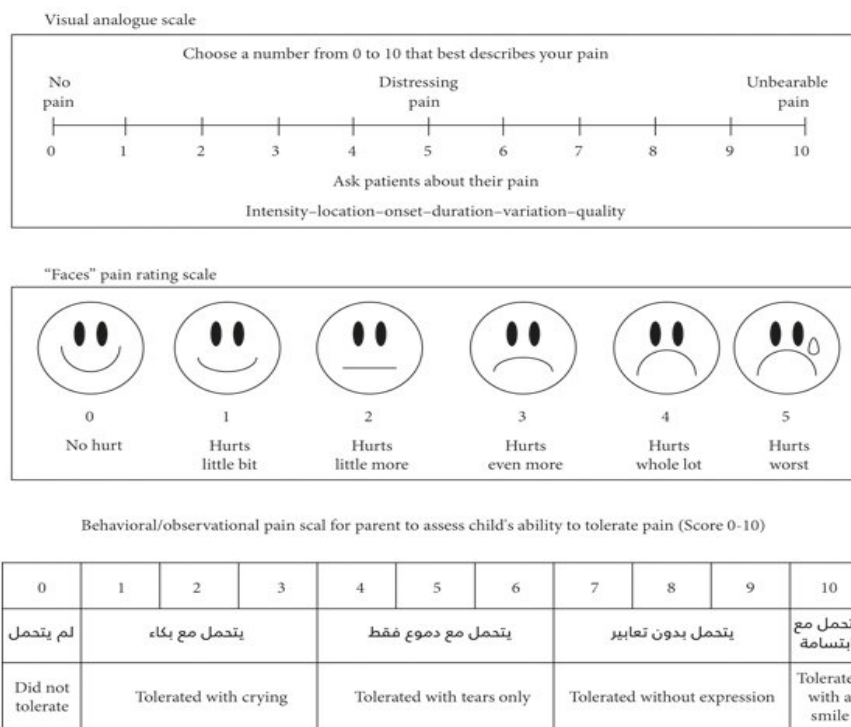 Visual analogue scale
Choose a number from 0 to 10 that best describes your pain
No pain
Distressing pain
Unbearable pain
0 1 2 3 4 5 6 7 8 9 10
Ask patients about their pain
Intensity–location–onset–duration–variation–quality
“Faces” pain rating scale
0 1 2 3 4 5
No hurt
Hurts little bit
Hurts little more
Hurts even more
Hurts whole lot
Hurts worst
Behavioral/observational pain scal for parent to assess child's ability to tolerate pain (Score 0-10)
0 1 2 3 4 5 6 7 8 9 10
لم يتحمل
يتحمل مع بكاء
يتحمل مع دموع فقط
يتحمل بدون تعابير
تحمل مع
بتسامة
Did not
tolerate
Tolerated with crying
Tolerated with tears only
Tolerated without expression
Tolerate
with a
smile